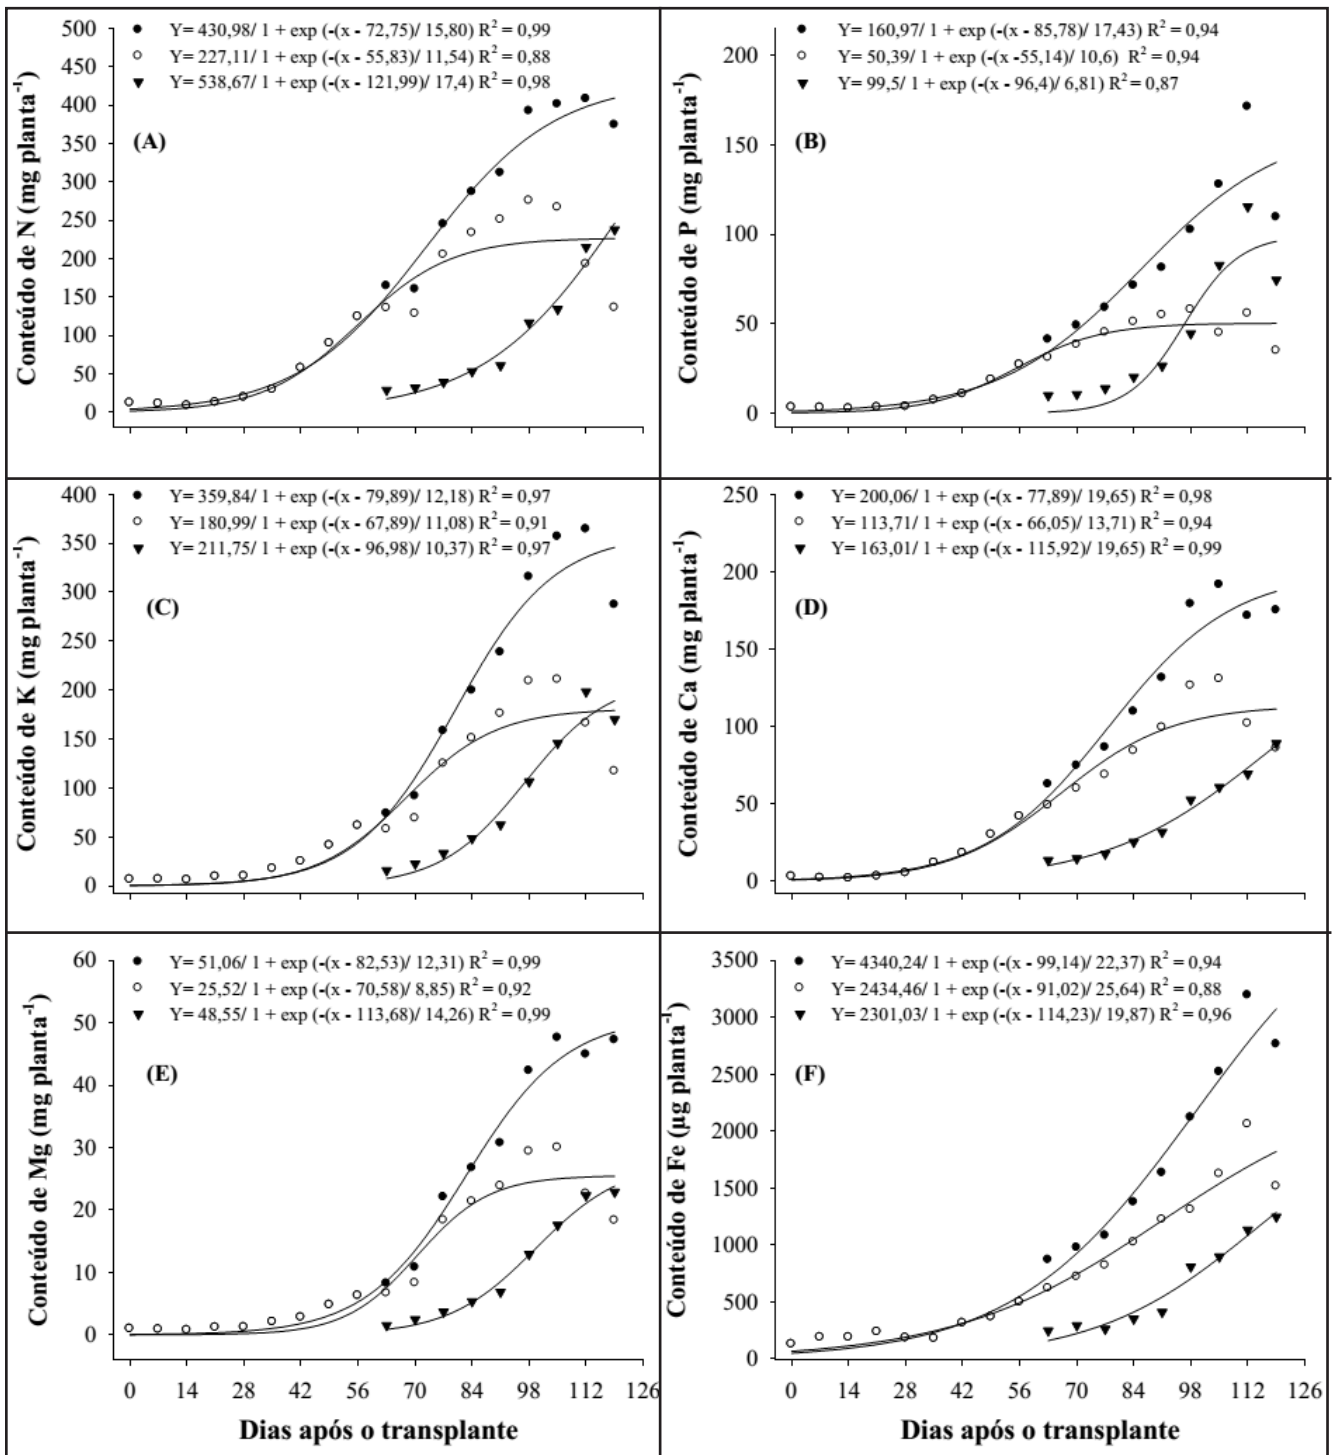 Y= 430,98/ 1 + exp (-(x - 72,75)/ 15,80) R² = 0,99
Y= 227,11/ 1 + exp (-(x - 55,83)/ 11,54) R² = 0,88
Y= 538,67/ 1 + exp (-(x - 121,99)/ 17,4) R² = 0,98
(A)
Conteúdo de N (mg planta⁻¹)
500
450
400
350
300
250
200
150
100
50
0
Y= 160,97/ 1 + exp (-(x - 85,78)/ 17,43) R² = 0,94
Y= 50,39/ 1 + exp (-(x -55,14)/ 10,6) R² = 0,94
Y= 99,5/ 1 + exp (-(x - 96,4)/ 6,81) R² = 0,87
(B)
Conteúdo de P (mg planta⁻¹)
200
150
100
50
0
Y= 359,84/ 1 + exp (-(x - 79,89)/ 12,18) R² = 0,97
Y= 180,99/ 1 + exp (-(x - 67,89)/ 11,08) R² = 0,91
Y= 211,75/ 1 + exp (-(x - 96,98)/ 10,37) R² = 0,97
(C)
Conteúdo de K (mg planta⁻¹)
400
350
300
250
200
150
100
50
0
Y= 200,06/ 1 + exp (-(x - 77,89)/ 19,65) R² = 0,98
Y= 113,71/ 1 + exp (-(x - 66,05)/ 13,71) R² = 0,94
Y= 163,01/ 1 + exp (-(x - 115,92)/ 19,65) R² = 0,99
(D)
Conteúdo de Ca (mg planta⁻¹)
250
200
150
100
50
0
Y= 51,06/ 1 + exp (-(x - 82,53)/ 12,31) R² = 0,99
Y= 25,52/ 1 + exp (-(x - 70,58)/ 8,85) R² = 0,92
Y= 48,55/ 1 + exp (-(x - 113,68)/ 14,26) R² = 0,99
(E)
Conteúdo de Mg (mg planta⁻¹)
60
50
40
30
20
10
0
0 14 28 42 56 70 84 98 112 126
Dias após o transplante
Y= 4340,24/ 1 + exp (-(x - 99,14)/ 22,37) R² = 0,94
Y= 2434,46/ 1 + exp (-(x - 91,02)/ 25,64) R² = 0,88
Y= 2301,03/ 1 + exp (-(x - 114,23)/ 19,87) R² = 0,96
(F)
Conteúdo de Fe (µg planta⁻¹)
3500
3000
2500
2000
1500
1000
500
0
0 14 28 42 56 70 84 98 112 126
Dias após o transplante